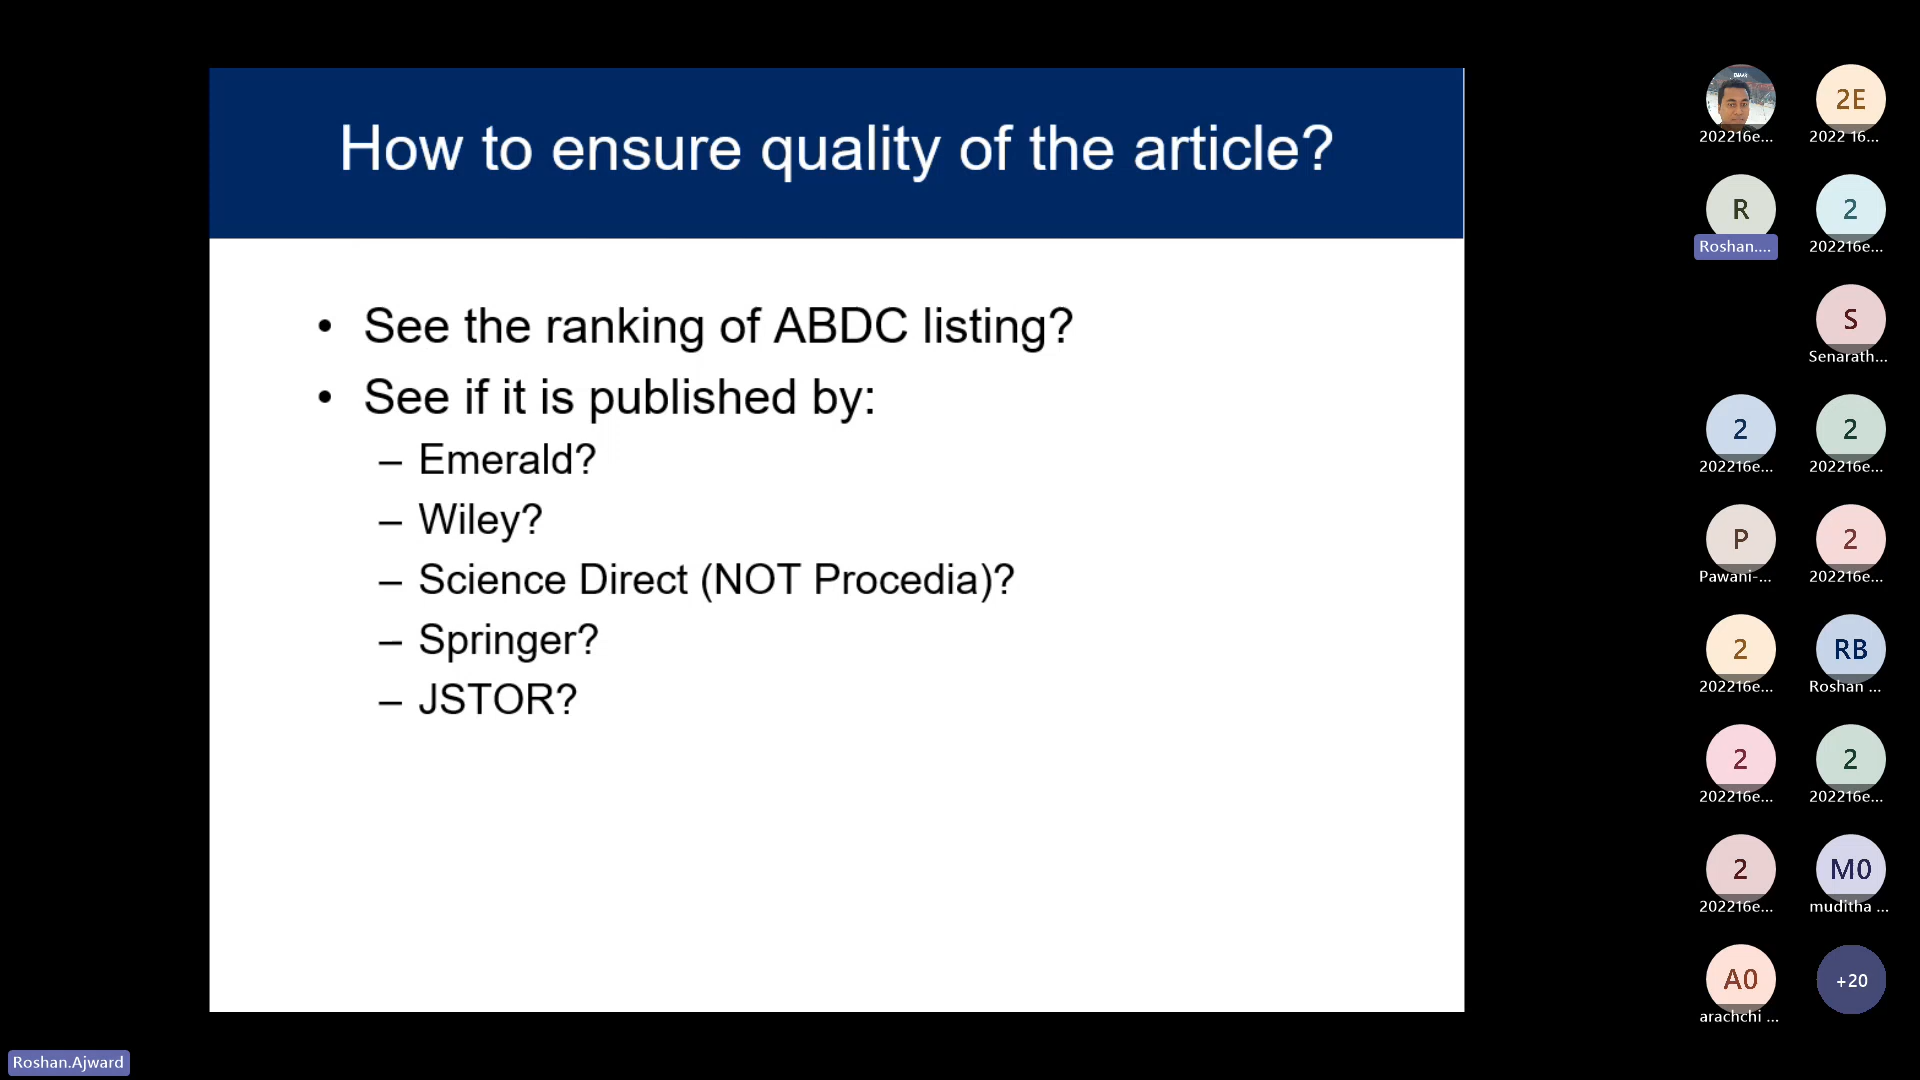 How to ensure quality of the article?
• See the ranking of ABDC listing?
• See if it is published by:
– Emerald?
– Wiley?
– Science Direct (NOT Procedia)?
– Springer?
– JSTOR?
202216e...
2E
2022 16...
R
Roshan....
2
202216e...
S
Senarath...
2
202216e...
2
202216e...
P
Pawani-...
2
202216e...
2
202216e...
RB
Roshan ...
2
202216e...
2
202216e...
2
202216e...
M0
muditha ...
A0
arachchi ...
+20
Roshan.Ajward